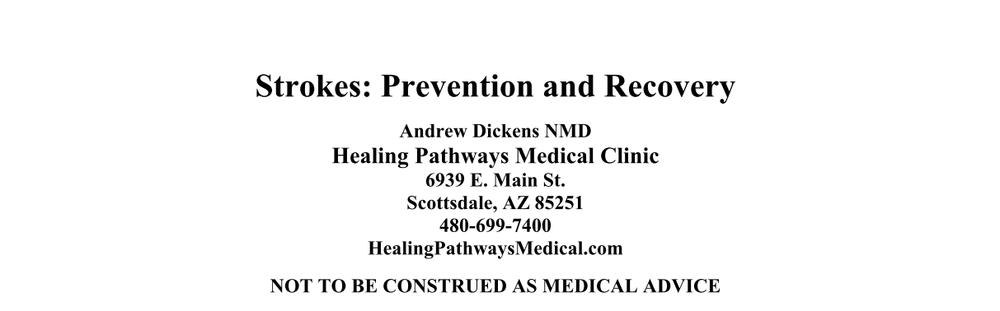 Strokes: Prevention and Recovery
Andrew Dickens NMD
Healing Pathways Medical Clinic
6939 E. Main St.
Scottsdale, AZ 85251
480-699-7400
HealingPathwaysMedical.com
NOT TO BE CONSTRUED AS MEDICAL ADVICE